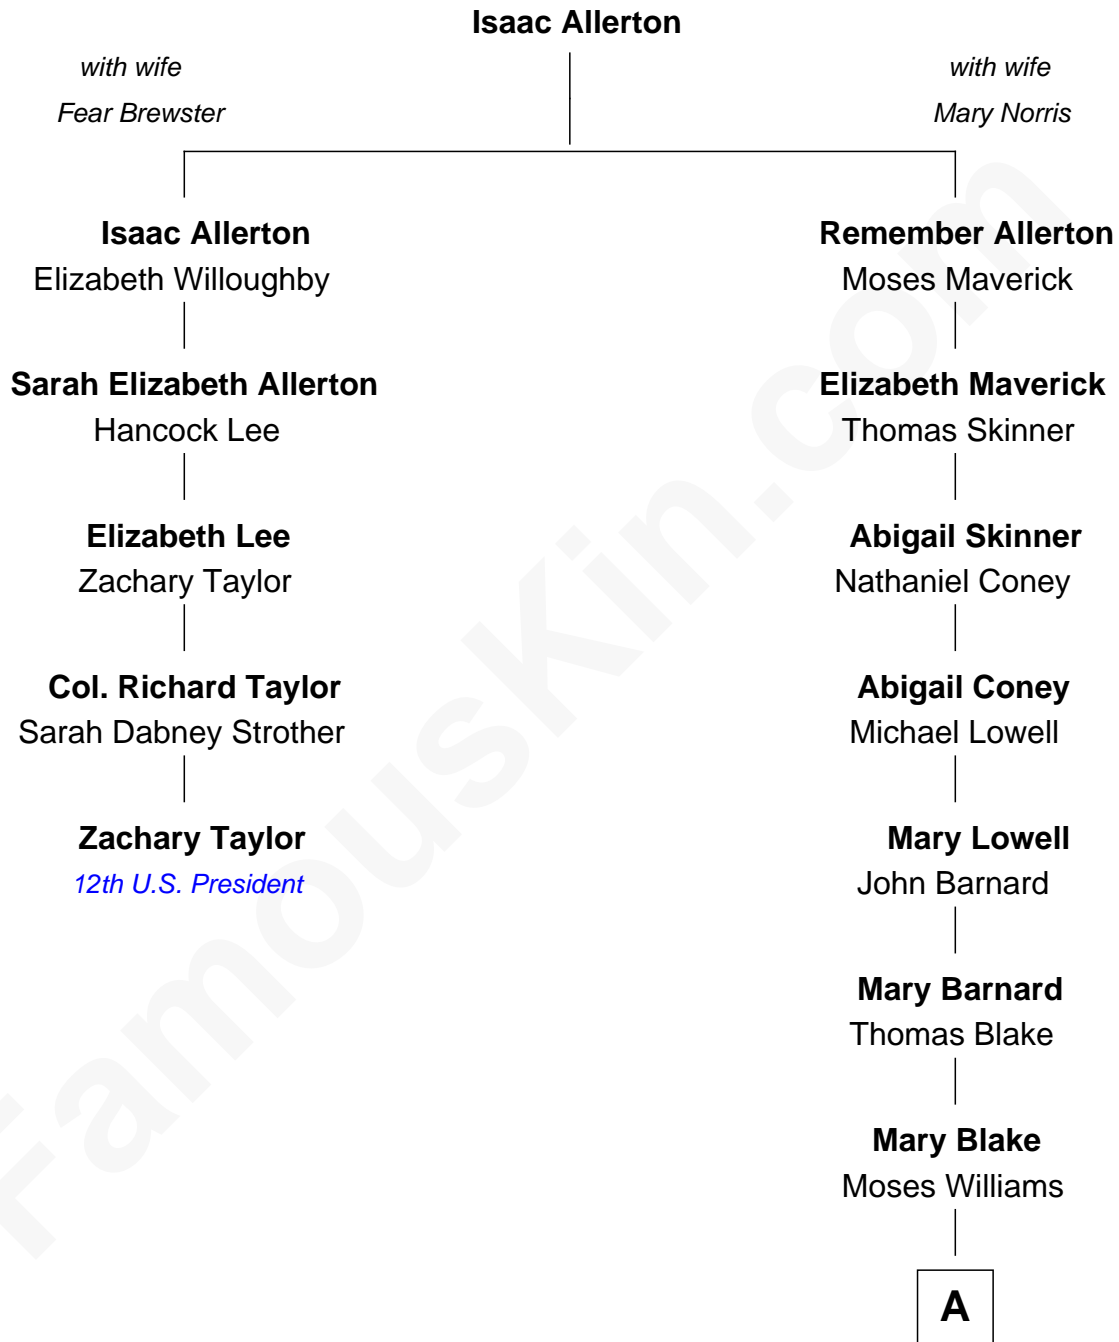 Isaac Allerton
with wife
Fear Brewster
with wife
Mary Norris
Isaac Allerton
Elizabeth Willoughby
Remember Allerton
Moses Maverick
Sarah Elizabeth Allerton
Hancock Lee
Elizabeth Maverick
Thomas Skinner
Elizabeth Lee
Zachary Taylor
Abigail Skinner
Nathaniel Coney
Col. Richard Taylor
Sarah Dabney Strother
Abigail Coney
Michael Lowell
Zachary Taylor
12th U.S. President
Mary Lowell
John Barnard
Mary Barnard
Thomas Blake
Mary Blake
Moses Williams
A
FamousKin.com